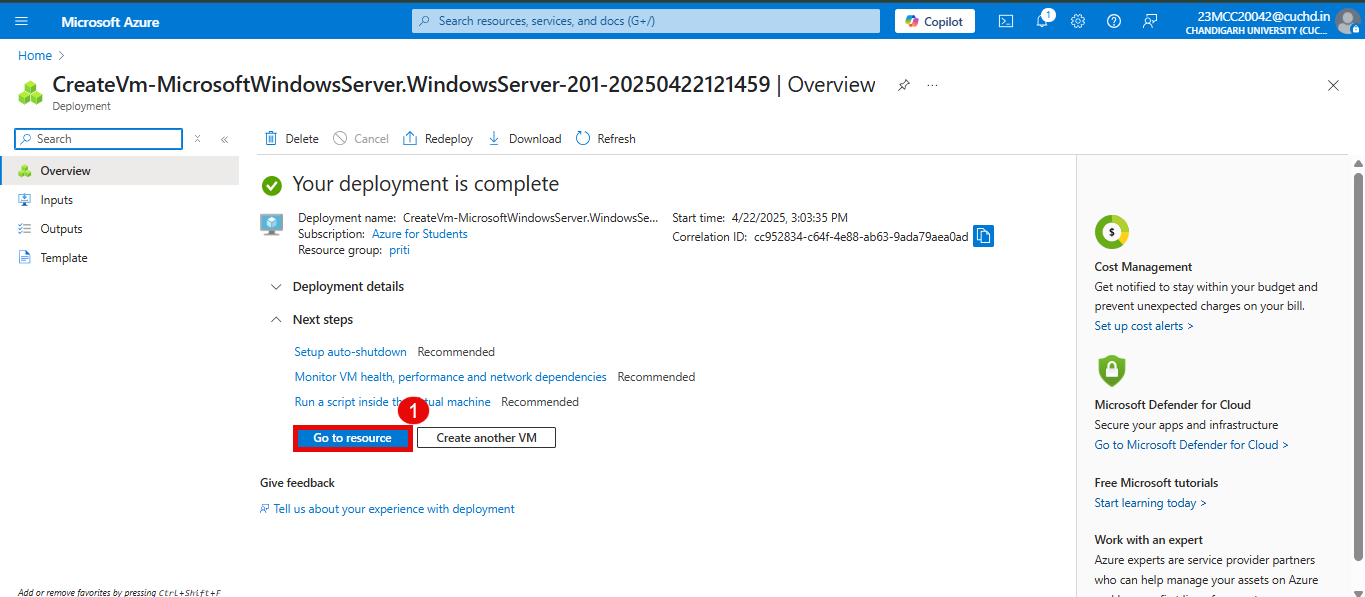 Microsoft Azure
Search resources, services, and docs (G+/)
Copilot
1
23MCC20042@cuchd.in
CHANDIGARH UNIVERSITY (CUC...
Home >
CreateVm-MicrosoftWindowsServer.WindowsServer-201-20250422121459 | Overview
...
Deployment
Search
Overview
Inputs
Outputs
Template
Delete
Cancel
Redeploy
Download
Refresh
Your deployment is complete
Deployment name: CreateVm-MicrosoftWindowsServer.WindowsSe...
Subscription: Azure for Students
Resource group: priti
Start time: 4/22/2025, 3:03:35 PM
Correlation ID: cc952834-c64f-4e88-ab63-9ada79aea0ad
Deployment details
Next steps
Setup auto-shutdown Recommended
Monitor VM health, performance and network dependencies Recommended
Run a script inside the virtual machine Recommended
1
Go to resource
Create another VM
Give feedback
Tell us about your experience with deployment
$
Cost Management
Get notified to stay within your budget and
prevent unexpected charges on your bill.
Set up cost alerts >
Microsoft Defender for Cloud
Secure your apps and infrastructure
Go to Microsoft Defender for Cloud >
Free Microsoft tutorials
Start learning today >
Work with an expert
Azure experts are service provider partners
who can help manage your assets on Azure
Add or remove favorites by pressing Ctrl+Shift+F